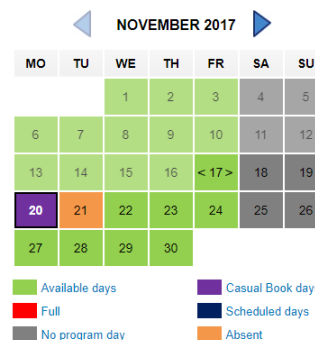 NOVEMBER 2017
MO TU WE TH FR SA SU
1 2 3 4 5
6 7 8 9 10 11 12
13 14 15 16 < 17 > 18 19
20 21 22 23 24 25 26
27 28 29 30
Available days Casual Book day
Full Scheduled days
No program day Absent